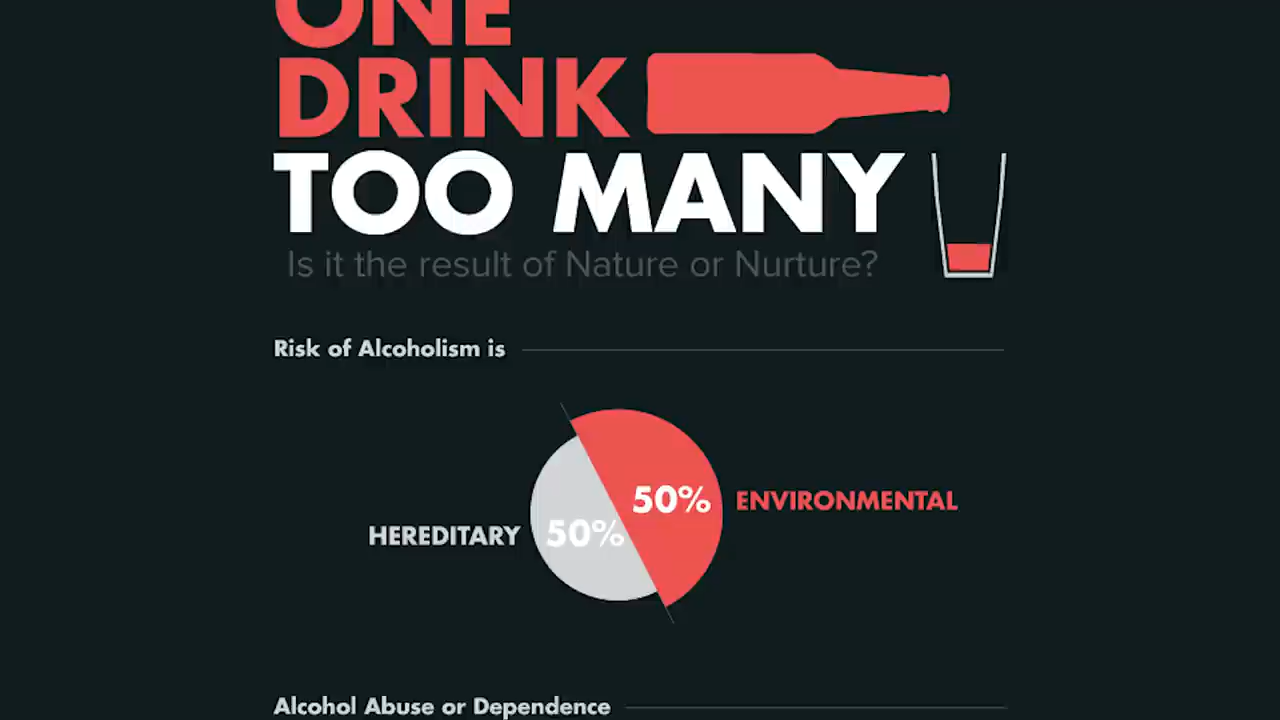 ONE
DRINK
TOO MANY
Is it the result of Nature or Nurture?
Risk of Alcoholism is
50% ENVIRONMENTAL
HEREDITARY 50%
Alcohol Abuse or Dependence